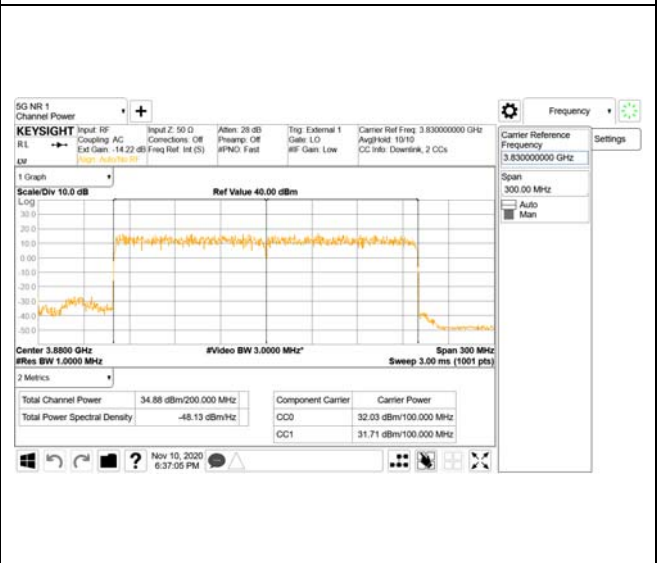 5G NR 1
Channel Power
Frequency
KEYSIGHT
Input: RF
Input Z: 50 Ω
Atten: 28 dB
Trig: External 1
Carrier Ref Freq: 3.830000000 GHz
RL
Coupling: AC
Corrections: Off
Preamp: Off
Gate: LO
Avg|Hold: 10/10
Ext Gain: -14.22 dB
Freq Ref: Int (S)
#PNO: Fast
#IF Gain: Low
CC Info: Downlink, 2 CCs
Align: Auto/No RF
Carrier Reference
Frequency
3.830000000 GHz
Settings
Span
300.00 MHz
Auto
Man
1 Graph
Scale/Div 10.0 dB
Ref Value 40.00 dBm
Log
30.0
20.0
10.0
0.00
-10.0
-20.0
-30.0
-40.0
-50.0
Center 3.8800 GHz
#Video BW 3.0000 MHz*
Span 300 MHz
#Res BW 1.0000 MHz
Sweep 3.00 ms (1001 pts)
2 Metrics
Total Channel Power
34.88 dBm/200.000 MHz
Total Power Spectral Density
-48.13 dBm/Hz
Component Carrier
Carrier Power
CC0
32.03 dBm/100.000 MHz
CC1
31.71 dBm/100.000 MHz
?
Nov 10, 2020
6:37:05 PM